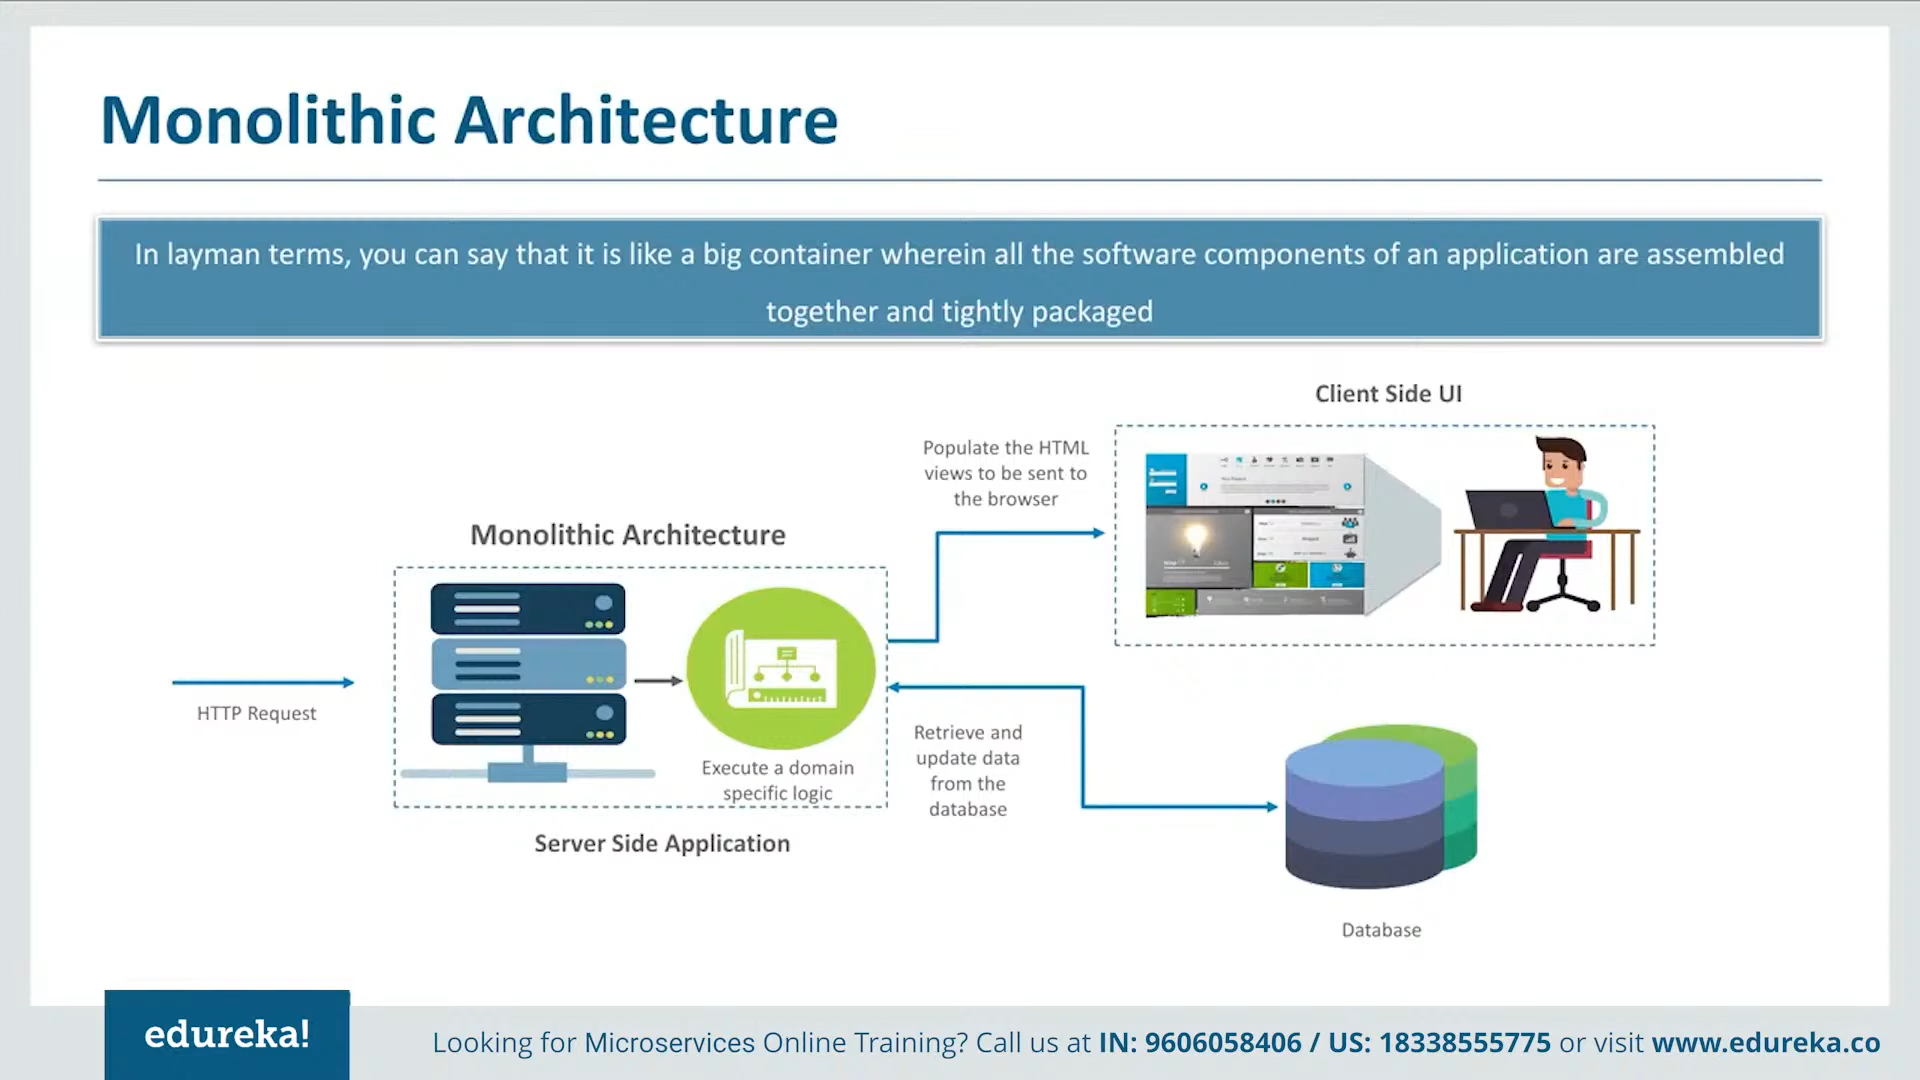 Monolithic Architecture
In layman terms, you can say that it is like a big container wherein all the software components of an application are assembled
together and tightly packaged
Client Side UI
Populate the HTML
views to be sent to
the browser
Monolithic Architecture
HTTP Request
Execute a domain
specific logic
Retrieve and
update data
from the
database
Server Side Application
Database
edureka!
Looking for Microservices Online Training? Call us at IN: 9606058406 / US: 18338555775 or visit www.edureka.co